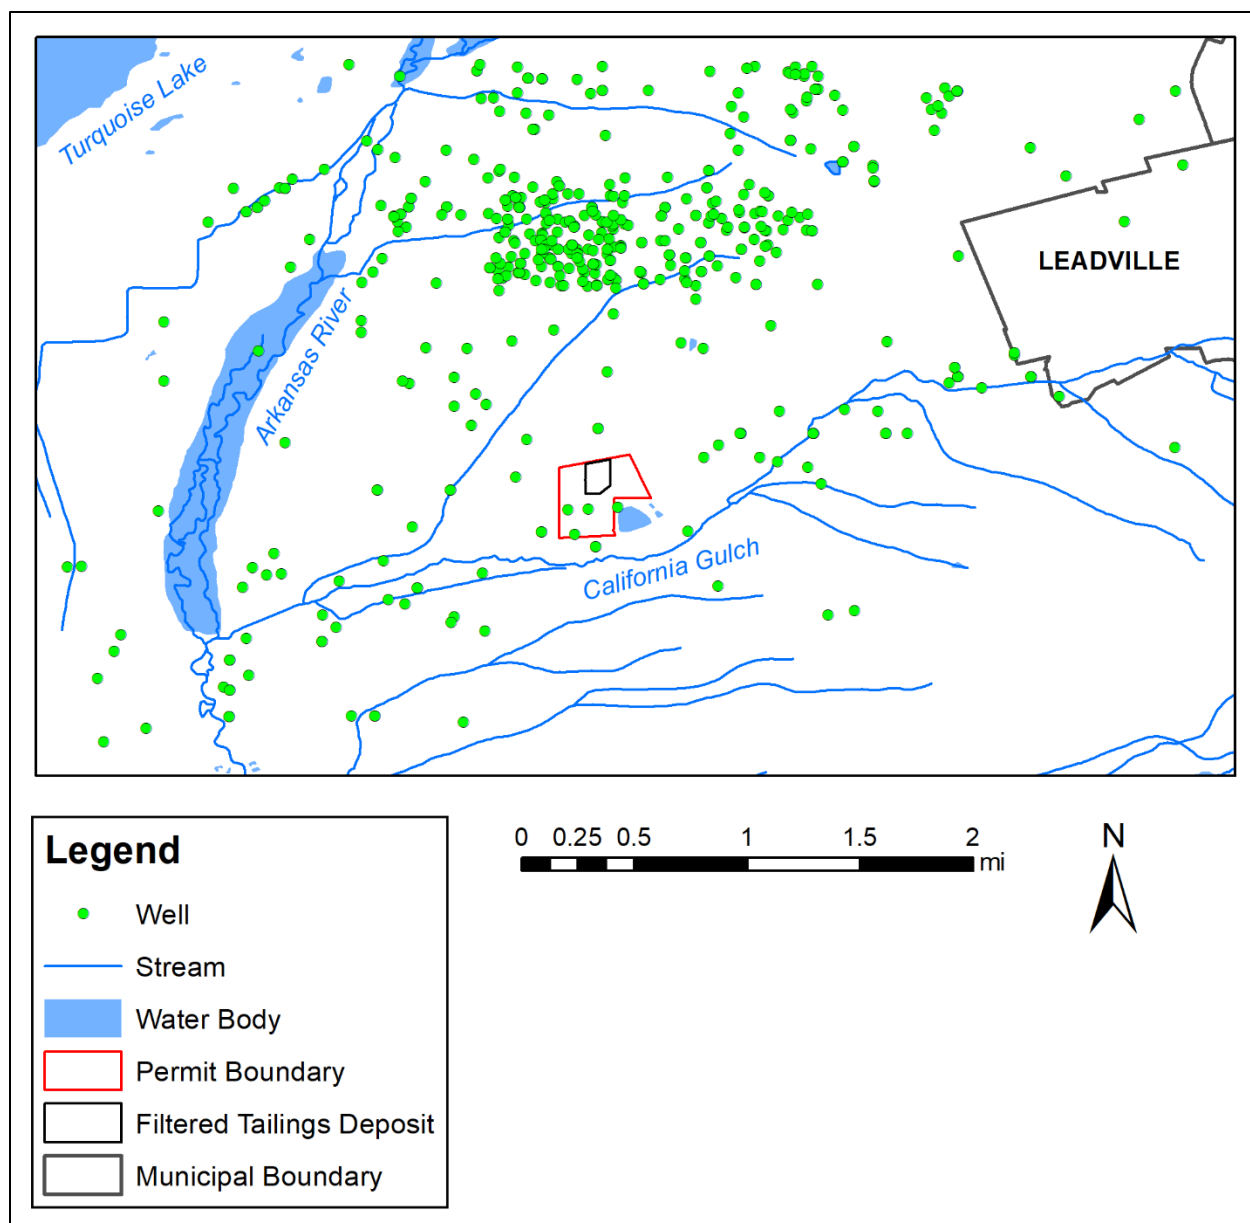 Turquoise Lake
LEADVILLE
Arkansas River
California Gulch
Legend
Well
Stream
Water Body
Permit Boundary
Filtered Tailings Deposit
Municipal Boundary
0 0.25 0.5 1 1.5 2
mi
N